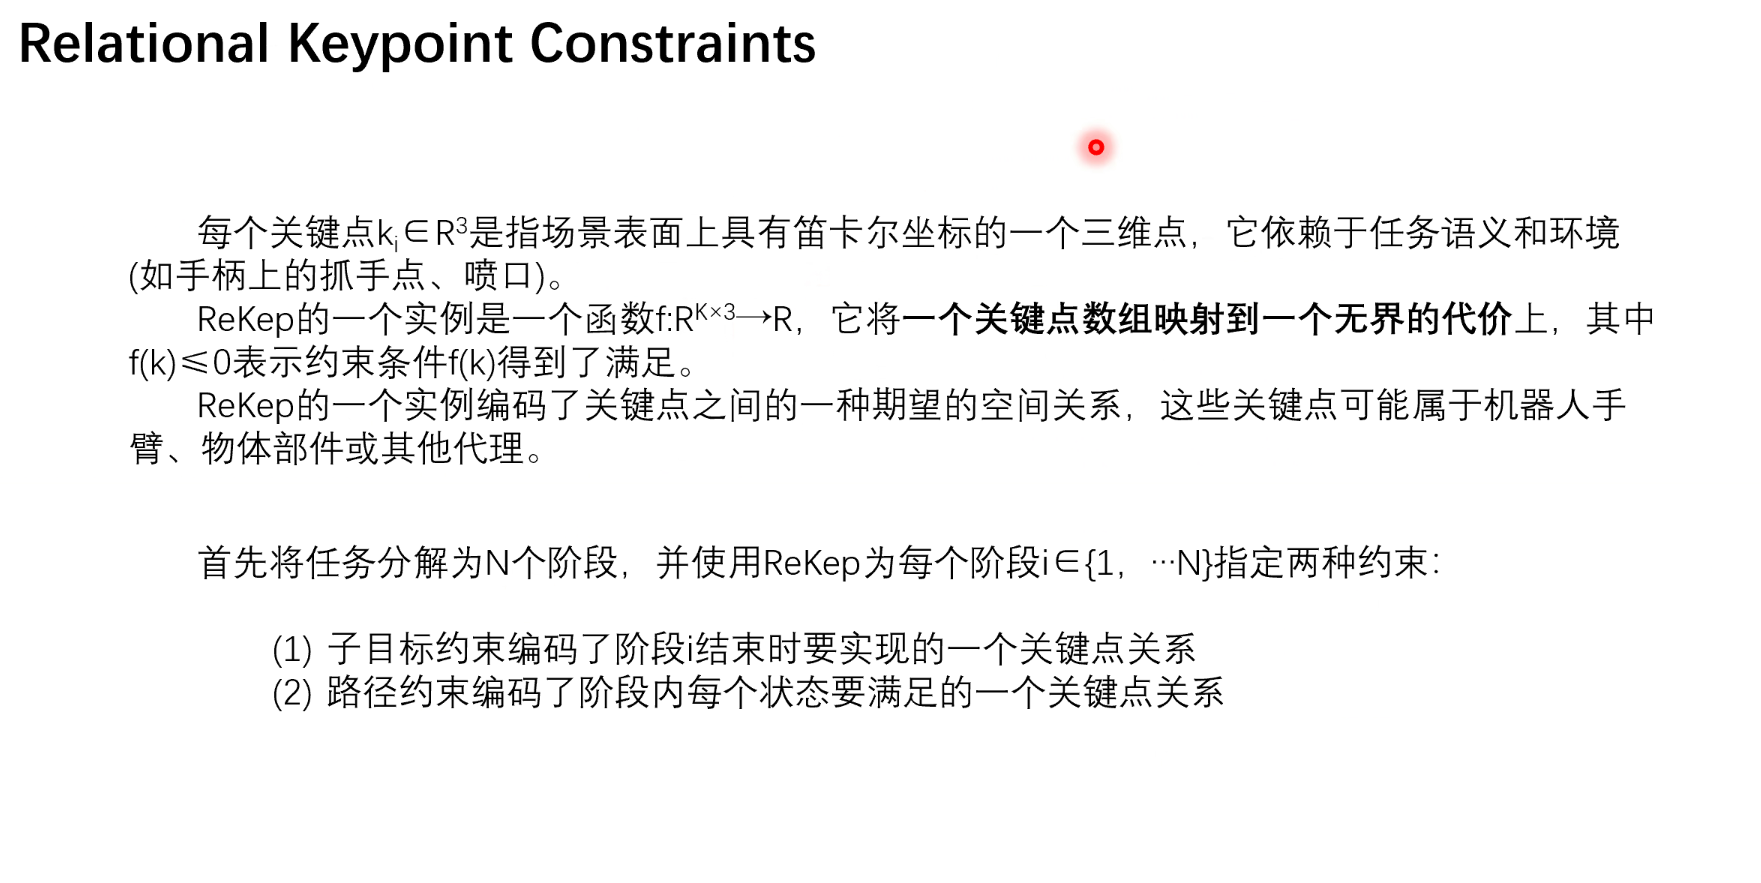 Relational Keypoint Constraints
每个关键点kᵢ∈R³是指场景表面上具有笛卡尔坐标的一个三维点，它依赖于任务语义和环境
(如手柄上的抓手点、喷口)。
ReKep的一个实例是一个函数f:Rᴷˣ³→R，它将一个关键点数组映射到一个无界的代价上，其中
f(k)≤0表示约束条件f(k)得到了满足。
ReKep的一个实例编码了关键点之间的一种期望的空间关系，这些关键点可能属于机器人手
臂、物体部件或其他代理。
首先将任务分解为N个阶段，并使用ReKep为每个阶段i∈{1，…N}指定两种约束：
(1) 子目标约束编码了阶段i结束时要实现的一个关键点关系
(2) 路径约束编码了阶段内每个状态要满足的一个关键点关系